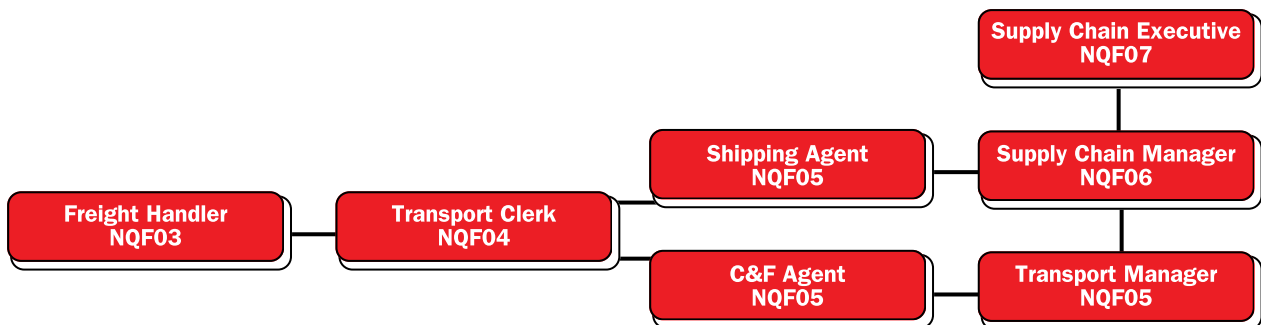 Supply Chain Executive
NQF07
Shipping Agent
NQF05
Supply Chain Manager
NQF06
Freight Handler
NQF03
Transport Clerk
NQF04
C&F Agent
NQF05
Transport Manager
NQF05